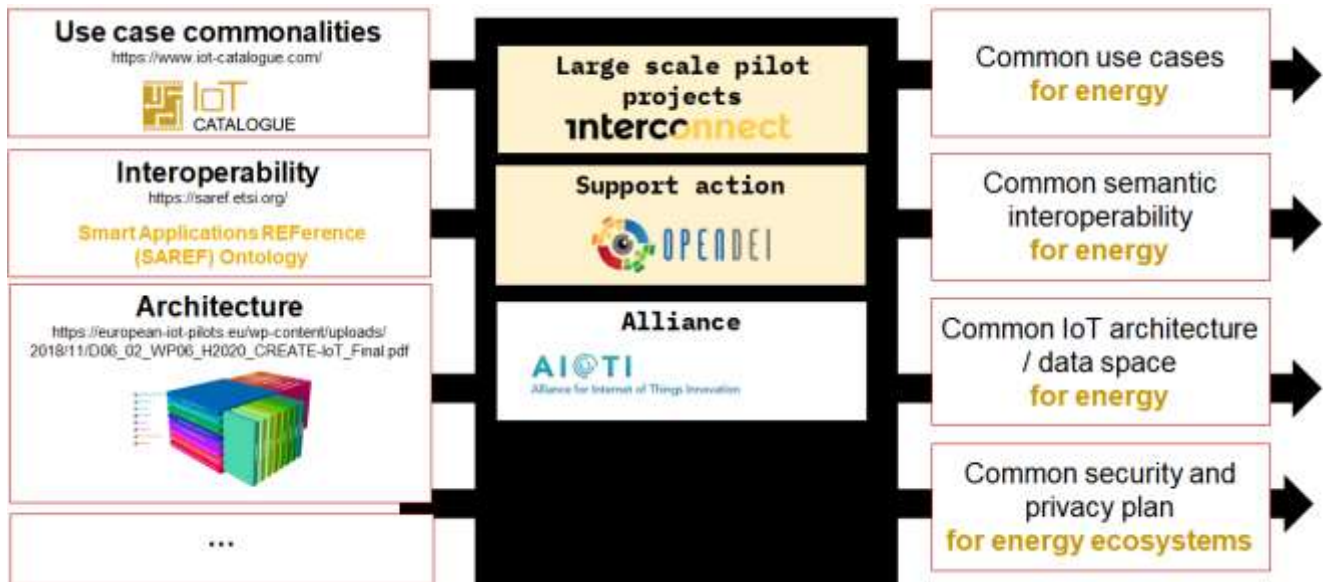 Use case commonalities
https://www.iot-catalogue.com/
IoT
CATALOGUE
Interoperability
https://saref.etsi.org/
Smart Applications REFerence
(SAREF) Ontology
Architecture
https://european-iot-pilots.eu/wp-content/uploads/
2018/11/D06_02_WP06_H2020_CREATE-IoT_Final.pdf
...
Large scale pilot
projects
interconnect
Support action
OPENDEI
Alliance
AIOTI
Alliance for Internet of Things Innovation
Common use cases
for energy
Common semantic
interoperability
for energy
Common IoT architecture
/ data space
for energy
Common security and
privacy plan
for energy ecosystems